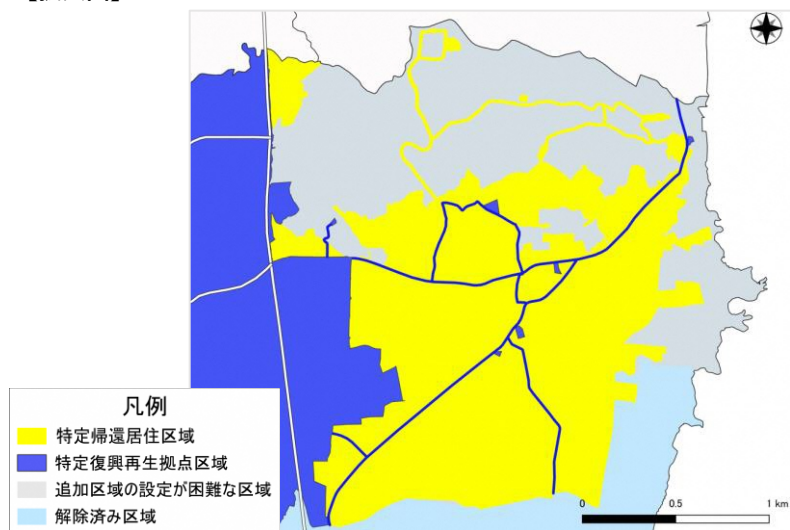 凡例
特定帰還居住区域
特定復興再生拠点区域
追加区域の設定が困難な区域
解除済み区域
0 0.5 1 km